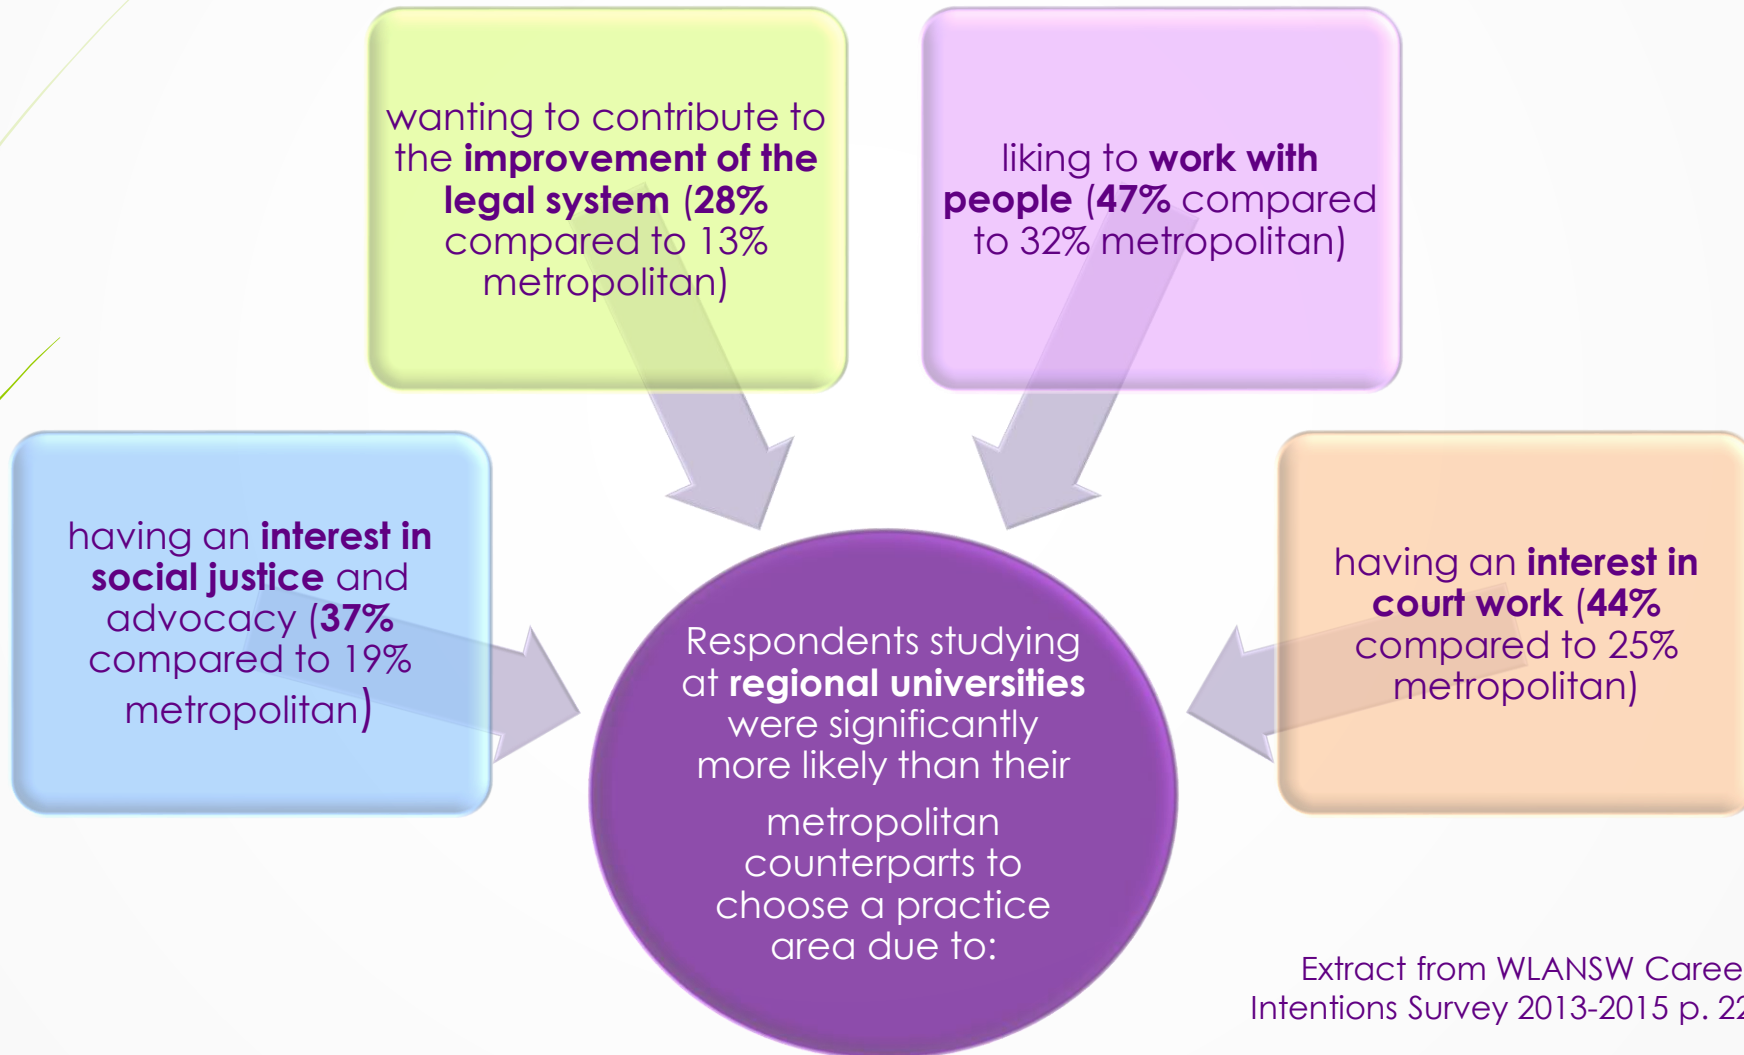 wanting to contribute to
the improvement of the
legal system (28%
compared to 13%
metropolitan)
liking to work with
people (47% compared
to 32% metropolitan)
having an interest in
social justice and
advocacy (37%
compared to 19%
metropolitan)
having an interest in
court work (44%
compared to 25%
metropolitan)
Respondents studying
at regional universities
were significantly
more likely than their
metropolitan
counterparts to
choose a practice
area due to:
Extract from WLANSW Caree
Intentions Survey 2013-2015 p. 22